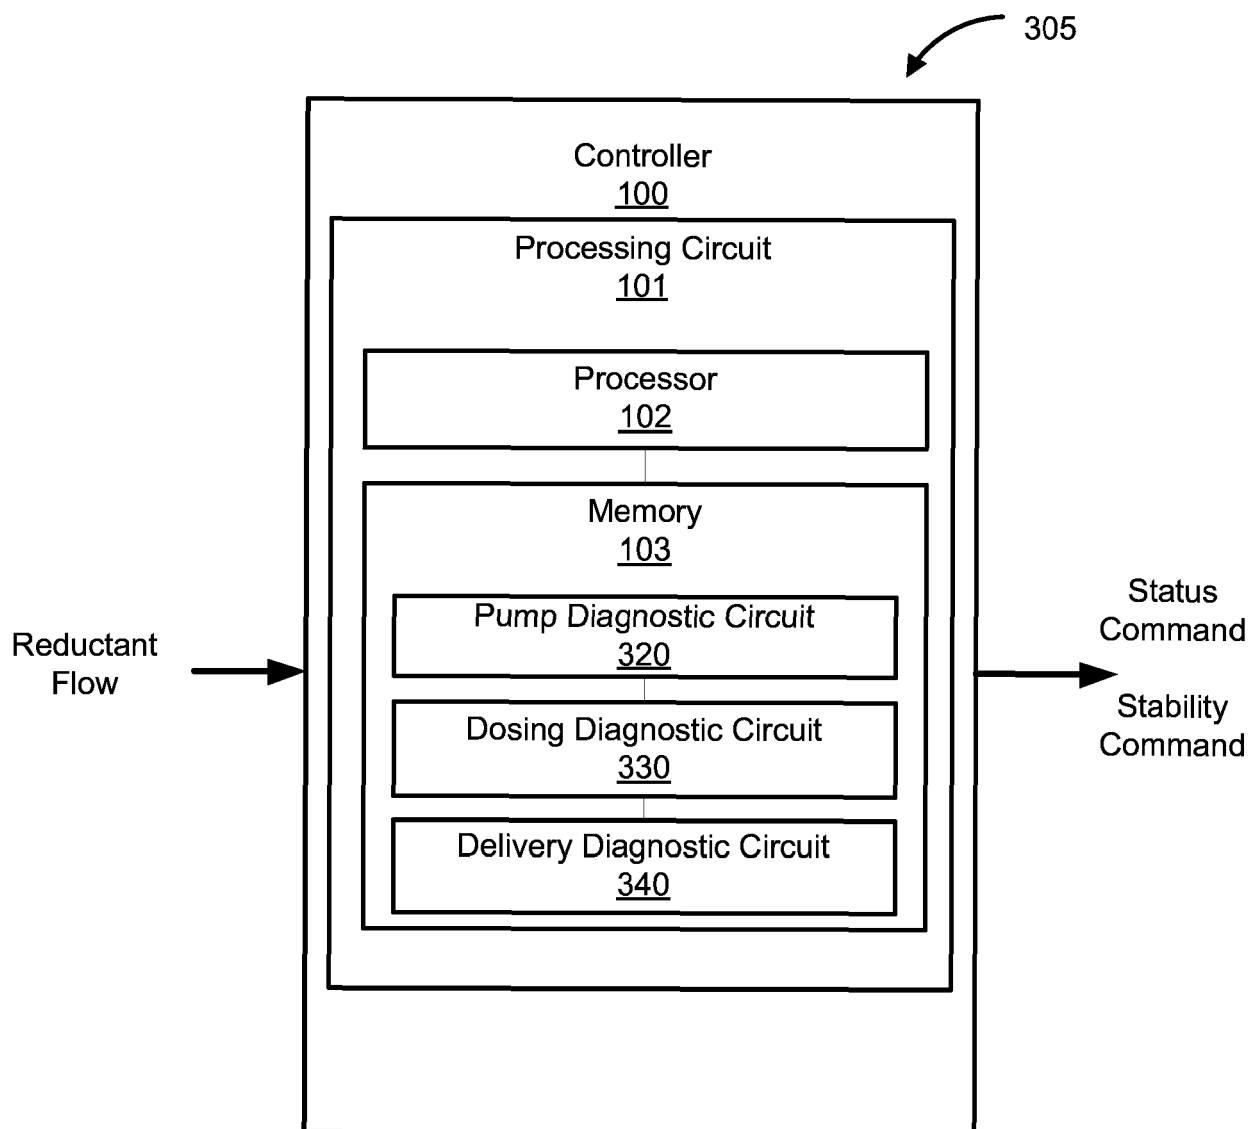 305
Controller
100
Processing Circuit
101
Processor
102
Memory
103
Pump Diagnostic Circuit
320
Dosing Diagnostic Circuit
330
Delivery Diagnostic Circuit
340
Reductant
Flow
Status
Command
Stability
Command